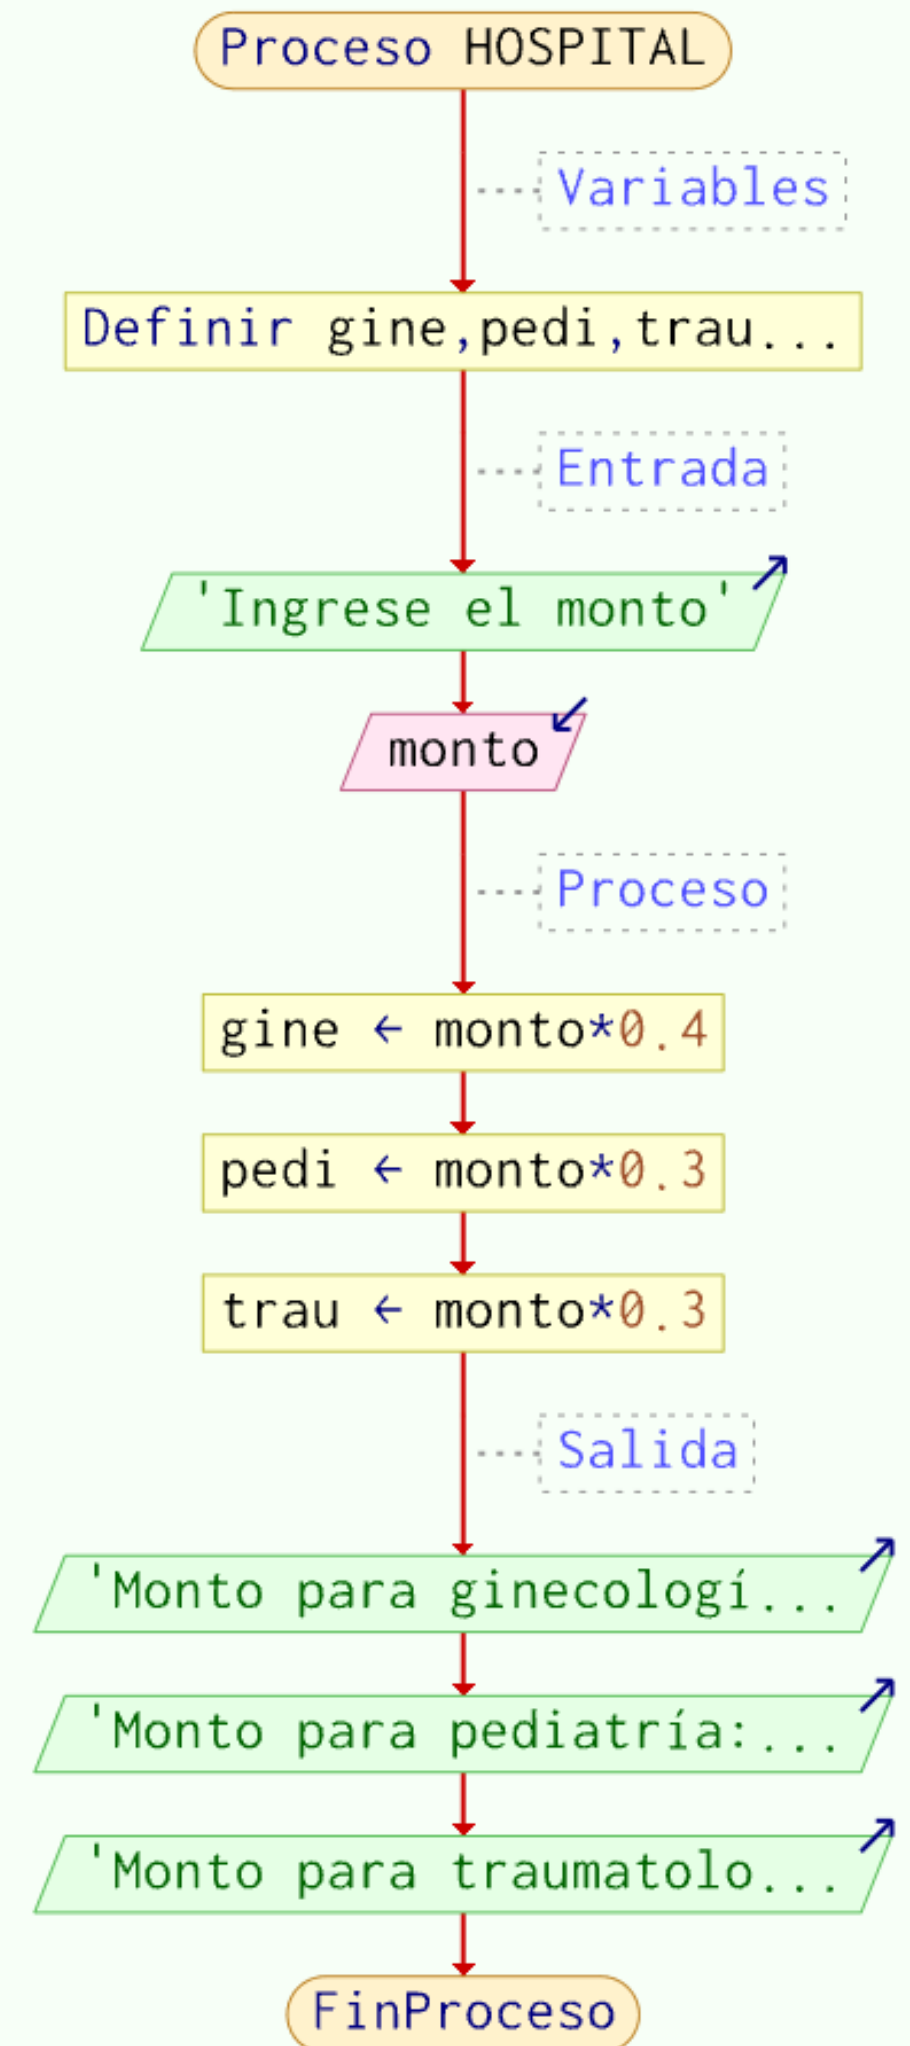 Proceso HOSPITAL
Variables
Definir gine,pedi,trau...
Entrada
'Ingrese el monto'
monto
Proceso
gine ← monto*0.4
pedi ← monto*0.3
trau ← monto*0.3
Salida
'Monto para ginecologí...
'Monto para pediatría:...
'Monto para traumatolo...
FinProceso